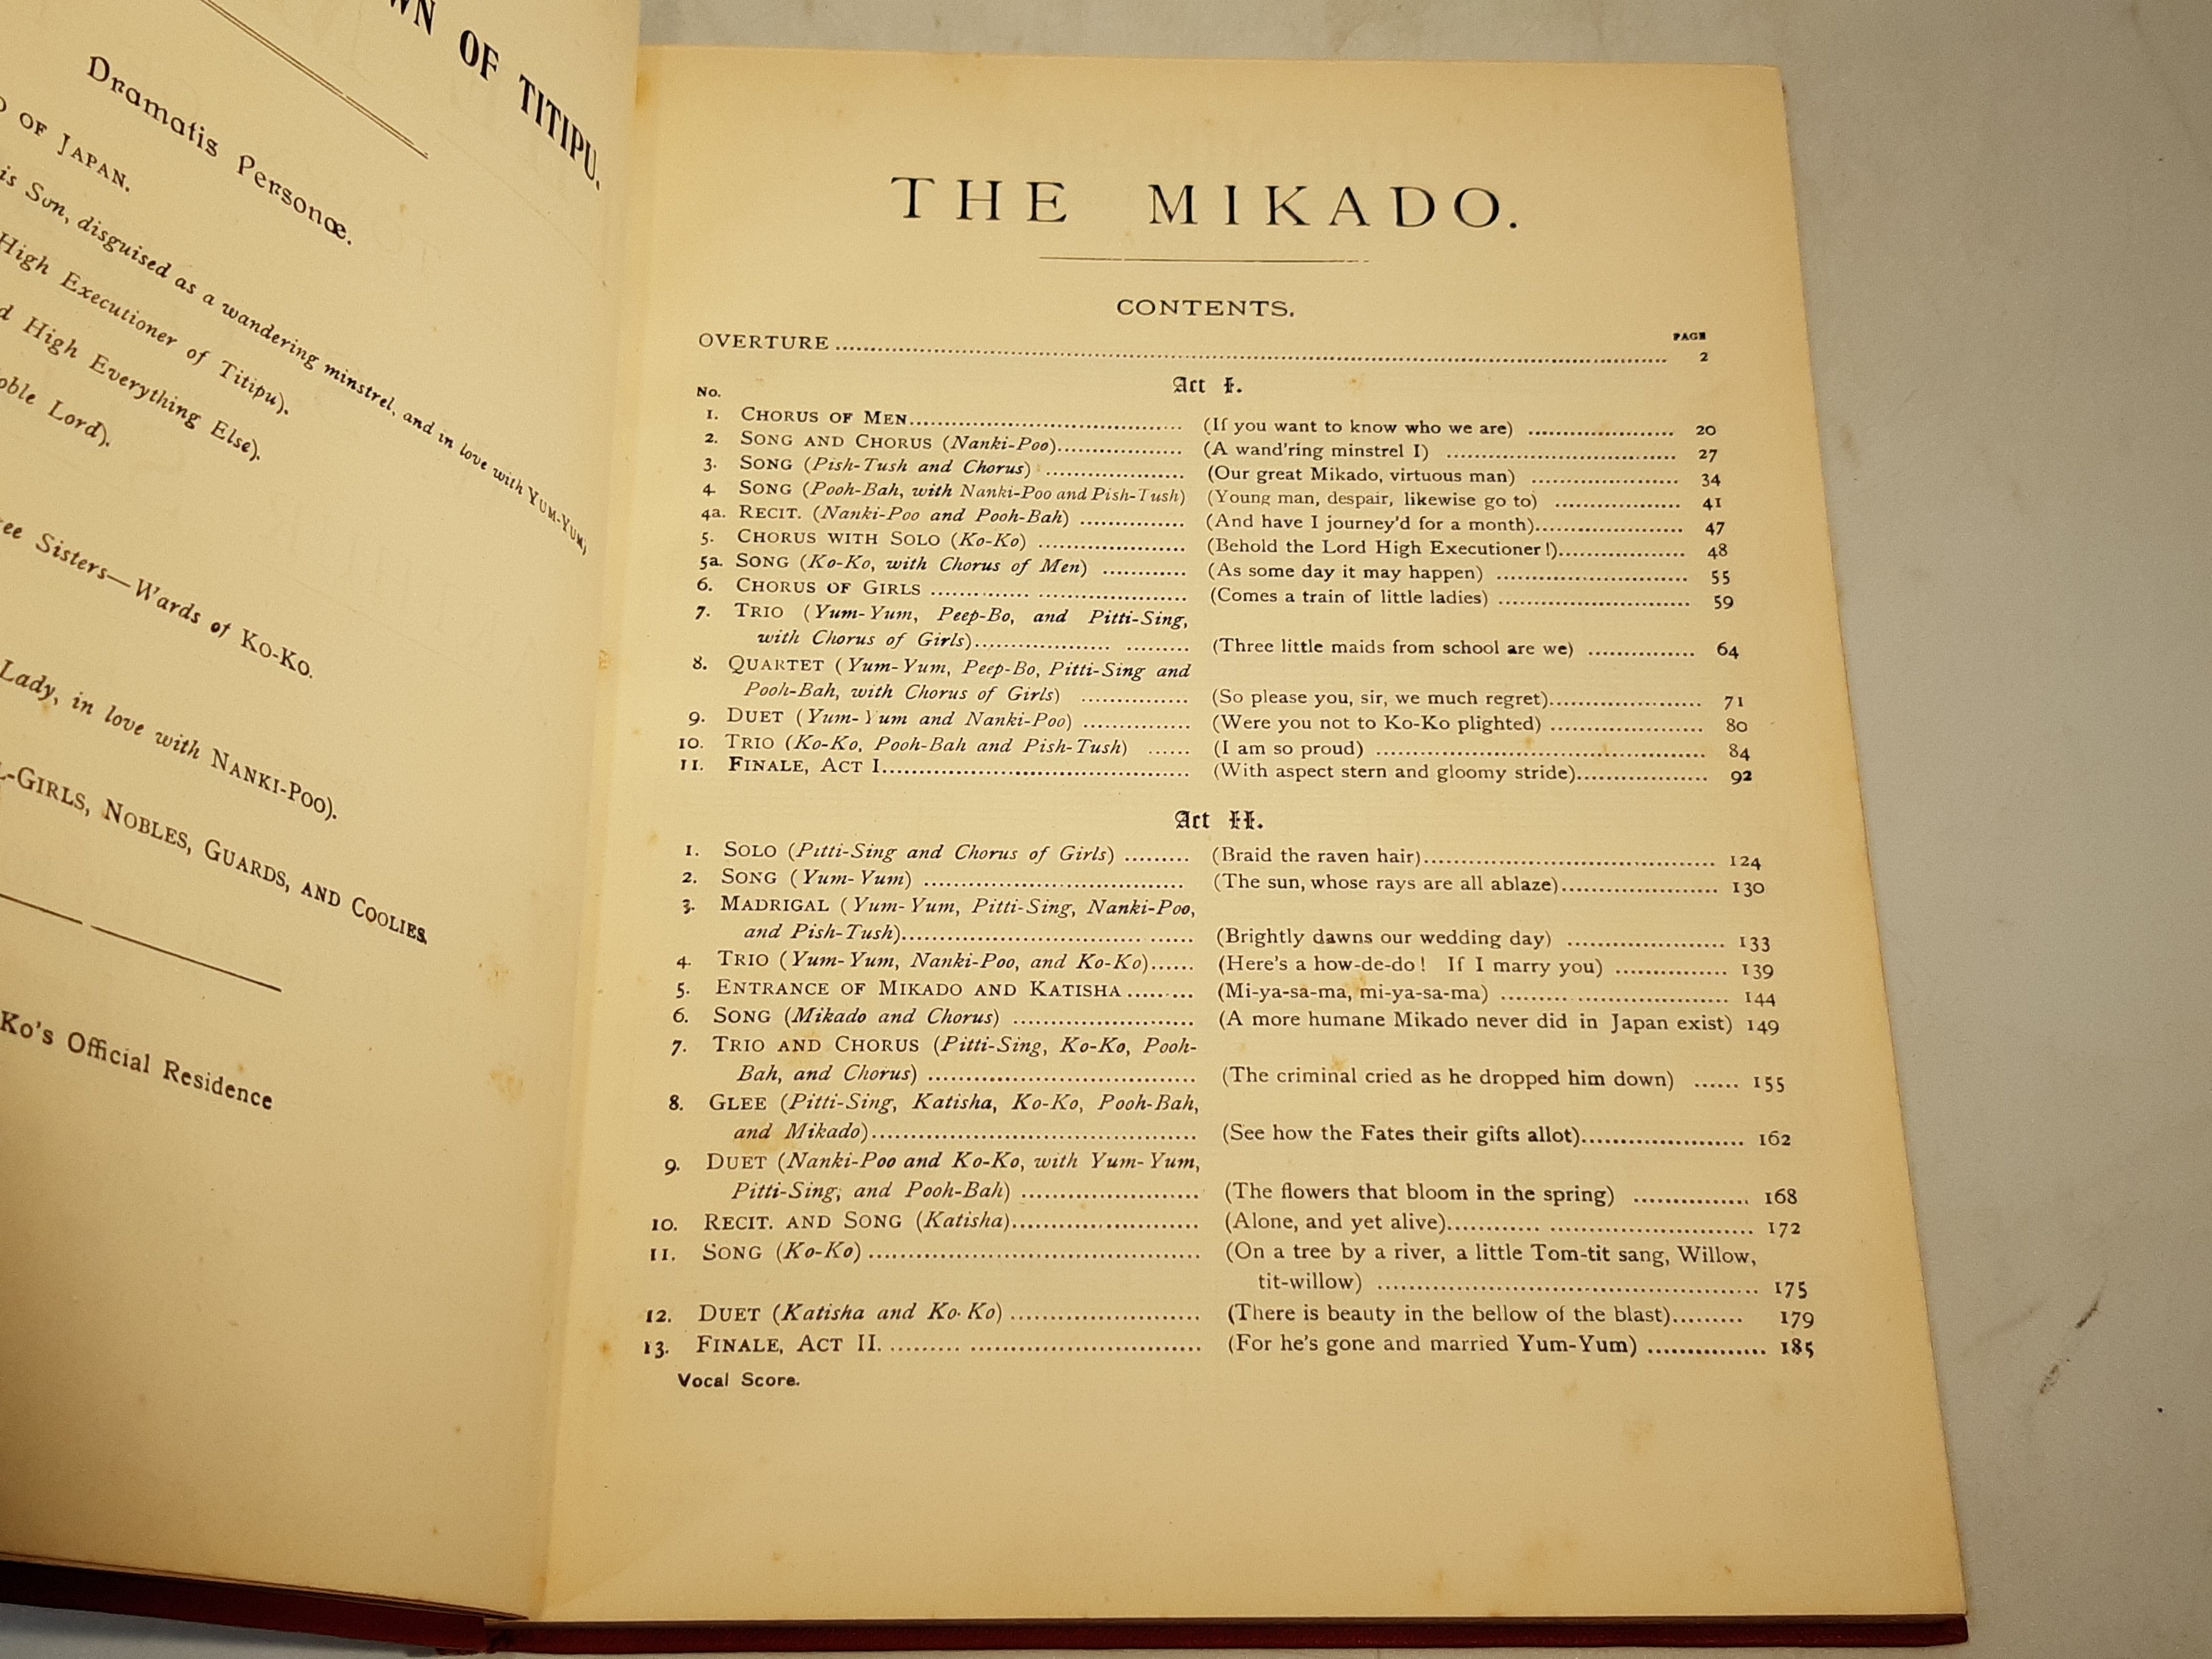 WN OF TITIPU.
Dramatis Personæ.
OF JAPAN.
is Son, disguised as a wandering minstrel, and in love with YUM-YUM)
High Executioner of Titipu).
High Everything Else).
oble Lord).
ee Sisters—Wards of KO-KO.
Lady, in love with NANKI-POO).
L-GIRLS, NOBLES, GUARDS, AND COOLIES.
Ko's Official Residence
THE MIKADO.
CONTENTS.
PAGE
OVERTURE ........ 2
Act I.
No.
1. CHORUS OF MEN........ (If you want to know who we are) ........ 20
2. SONG AND CHORUS (Nanki-Poo)........ (A wand'ring minstrel I) ........ 27
3. SONG (Pish-Tush and Chorus) ........ (Our great Mikado, virtuous man) ........ 34
4. SONG (Pooh-Bah, with Nanki-Poo and Pish-Tush) (Young man, despair, likewise go to) ........ 41
4a. RECIT. (Nanki-Poo and Pooh-Bah) ........ (And have I journey'd for a month)........ 47
5. CHORUS WITH SOLO (Ko-Ko) ........ (Behold the Lord High Executioner!)........ 48
5a. SONG (Ko-Ko, with Chorus of Men) ........ (As some day it may happen) ........ 55
6. CHORUS OF GIRLS ........ (Comes a train of little ladies) ........ 59
7. TRIO (Yum-Yum, Peep-Bo, and Pitti-Sing,
with Chorus of Girls)........ (Three little maids from school are we) ........ 64
8. QUARTET (Yum-Yum, Peep-Bo, Pitti-Sing and
Pooh-Bah, with Chorus of Girls) ........ (So please you, sir, we much regret)........ 71
9. DUET (Yum-Yum and Nanki-Poo) ........ (Were you not to Ko-Ko plighted) ........ 80
10. TRIO (Ko-Ko, Pooh-Bah and Pish-Tush) ...... (I am so proud) ........ 84
11. FINALE, ACT I........ (With aspect stern and gloomy stride)........ 92
Act II.
1. SOLO (Pitti-Sing and Chorus of Girls) ........ (Braid the raven hair)........ 124
2. SONG (Yum-Yum) ........ (The sun, whose rays are all ablaze)........ 130
3. MADRIGAL (Yum-Yum, Pitti-Sing, Nanki-Poo,
and Pish-Tush)........ (Brightly dawns our wedding day) ........ 133
4. TRIO (Yum-Yum, Nanki-Poo, and Ko-Ko)...... (Here's a how-de-do! If I marry you) ........ 139
5. ENTRANCE OF MIKADO AND KATISHA ........ (Mi-ya-sa-ma, mi-ya-sa-ma) ........ 144
6. SONG (Mikado and Chorus) ........ (A more humane Mikado never did in Japan exist) 149
7. TRIO AND CHORUS (Pitti-Sing, Ko-Ko, Pooh-
Bah, and Chorus) ........ (The criminal cried as he dropped him down) ...... 155
8. GLEE (Pitti-Sing, Katisha, Ko-Ko, Pooh-Bah,
and Mikado)........ (See how the Fates their gifts allot)........ 162
9. DUET (Nanki-Poo and Ko-Ko, with Yum-Yum,
Pitti-Sing, and Pooh-Bah) ........ (The flowers that bloom in the spring) ........ 168
10. RECIT. AND SONG (Katisha)........ (Alone, and yet alive)........ 172
11. SONG (Ko-Ko) ........ (On a tree by a river, a little Tom-tit sang, Willow,
tit-willow) ........ 175
12. DUET (Katisha and Ko-Ko) ........ (There is beauty in the bellow of the blast)........ 179
13. FINALE, ACT II. ........ (For he's gone and married Yum-Yum) ........ 185
Vocal Score.